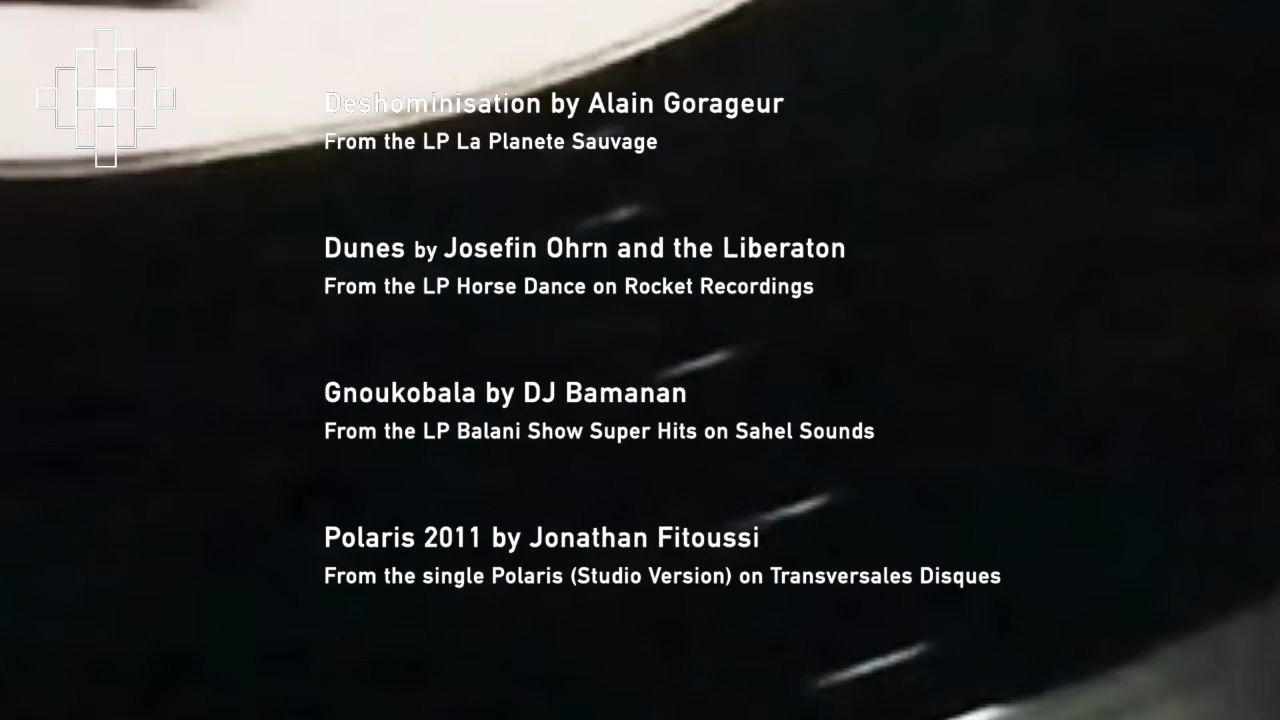 Deshominisation by Alain Gorageur
From the LP La Planete Sauvage
Dunes by Josefin Ohrn and the Liberaton
From the LP Horse Dance on Rocket Recordings
Gnoukobala by DJ Bamanan
From the LP Balani Show Super Hits on Sahel Sounds
Polaris 2011 by Jonathan Fitoussi
From the single Polaris (Studio Version) on Transversales Disques